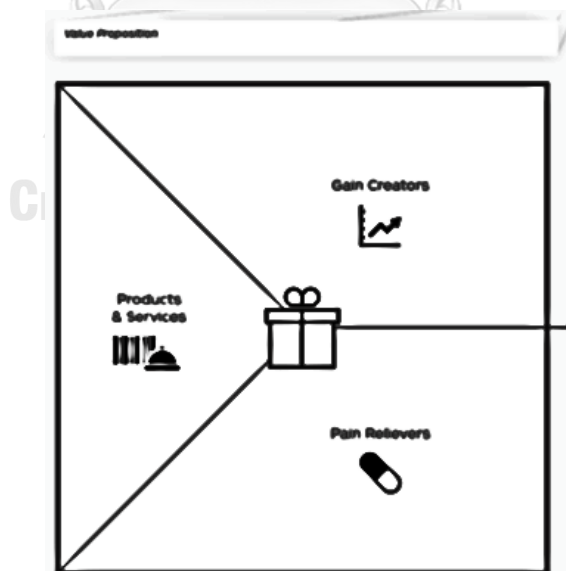 Value Proposition
Gain Creators
Products
& Services
Pain Relievers